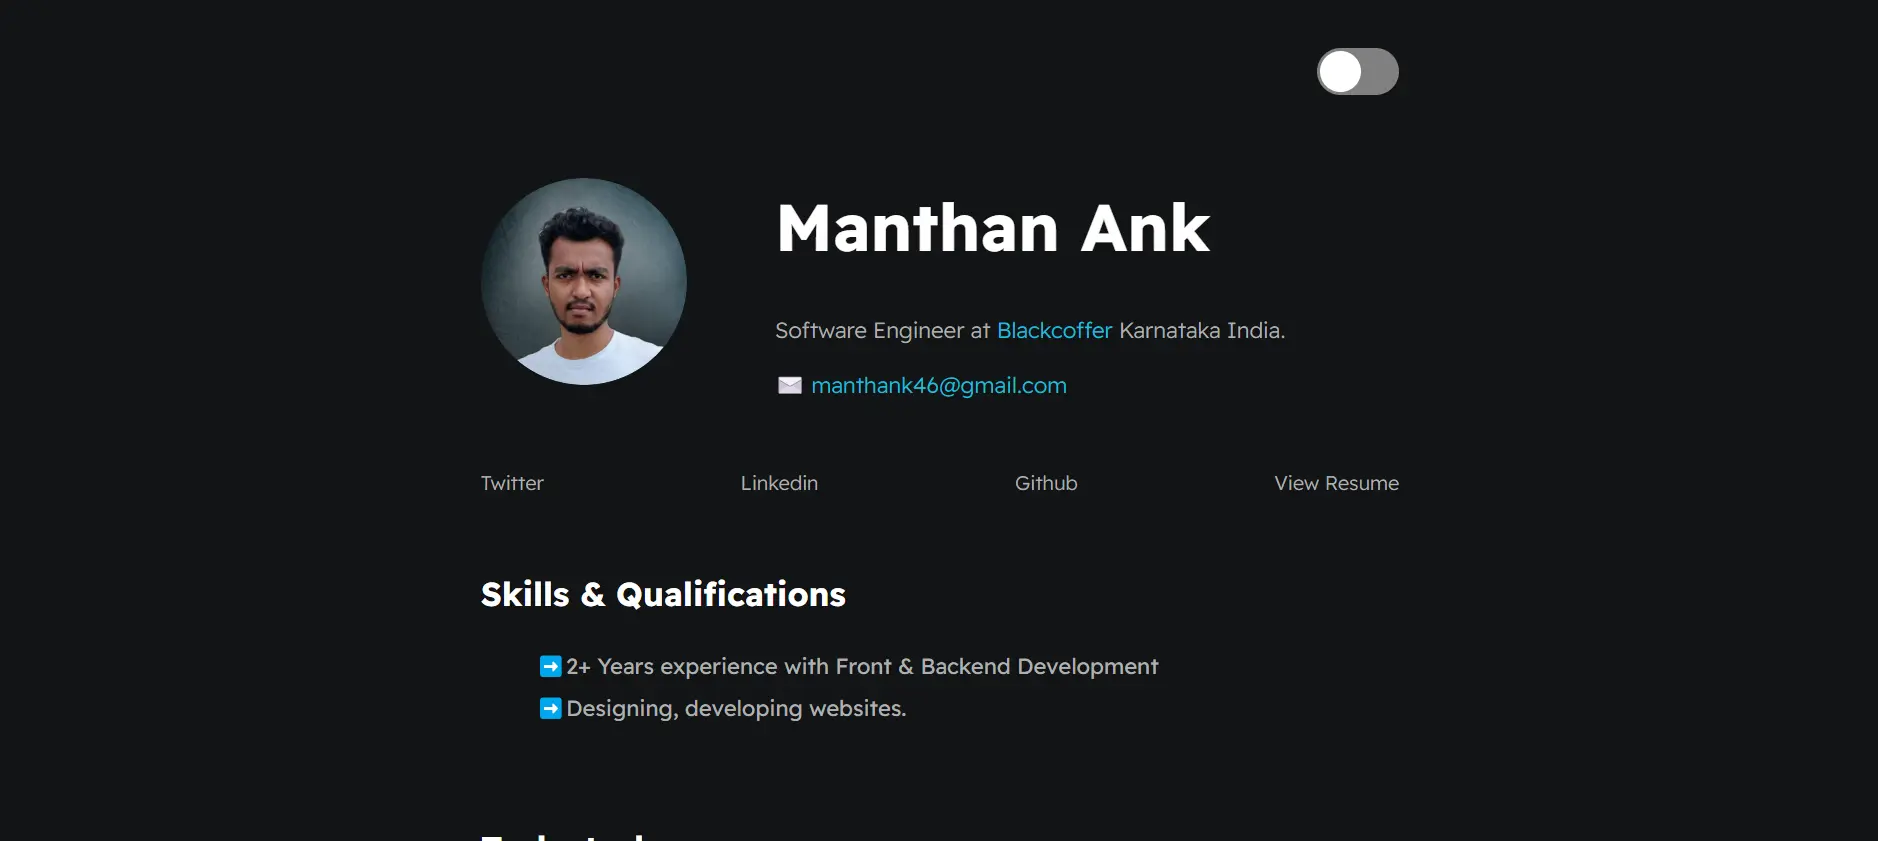 Manthan Ank
Software Engineer at Blackcoffer Karnataka India.
manthank46@gmail.com
Twitter Linkedin Github View Resume
Skills & Qualifications
2+ Years experience with Front & Backend Development
Designing, developing websites.